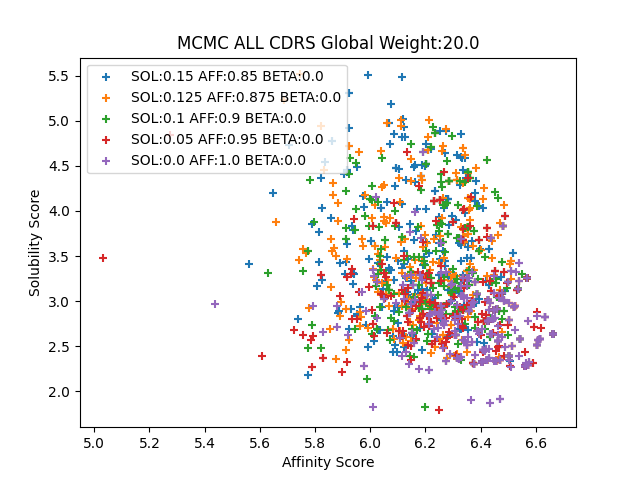 MCMC ALL CDRS Global Weight:20.0
SOL:0.15 AFF:0.85 BETA:0.0
SOL:0.125 AFF:0.875 BETA:0.0
SOL:0.1 AFF:0.9 BETA:0.0
SOL:0.05 AFF:0.95 BETA:0.0
SOL:0.0 AFF:1.0 BETA:0.0
Solubility Score
5.5
5.0
4.5
4.0
3.5
3.0
2.5
2.0
5.0 5.2 5.4 5.6 5.8 6.0 6.2 6.4 6.6
Affinity Score